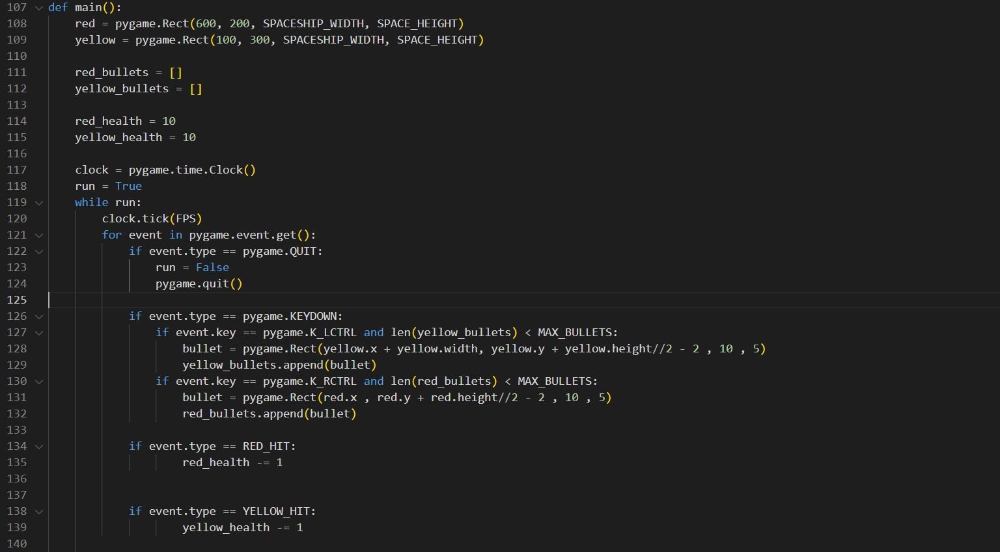 107 def main():
108     red = pygame.Rect(600, 200, SPACESHIP_WIDTH, SPACE_HEIGHT)
109     yellow = pygame.Rect(100, 300, SPACESHIP_WIDTH, SPACE_HEIGHT)
110
111     red_bullets = []
112     yellow_bullets = []
113
114     red_health = 10
115     yellow_health = 10
116
117     clock = pygame.time.Clock()
118     run = True
119     while run:
120         clock.tick(FPS)
121         for event in pygame.event.get():
122             if event.type == pygame.QUIT:
123                 run = False
124                 pygame.quit()
125
126             if event.type == pygame.KEYDOWN:
127                 if event.key == pygame.K_LCTRL and len(yellow_bullets) < MAX_BULLETS:
128                     bullet = pygame.Rect(yellow.x + yellow.width, yellow.y + yellow.height//2 - 2 , 10 , 5)
129                     yellow_bullets.append(bullet)
130                 if event.key == pygame.K_RCTRL and len(red_bullets) < MAX_BULLETS:
131                     bullet = pygame.Rect(red.x , red.y + red.height//2 - 2 , 10 , 5)
132                     red_bullets.append(bullet)
133
134             if event.type == RED_HIT:
135                     red_health -= 1
136
137
138             if event.type == YELLOW_HIT:
139                     yellow_health -= 1
140